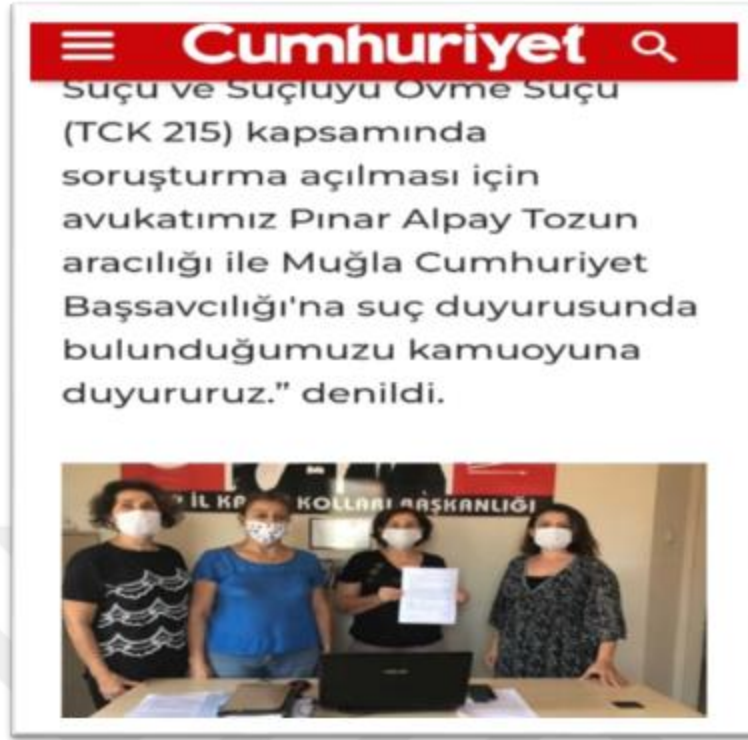 Cumhuriyet
Suçu ve Suçluyu Övme Suçu
(TCK 215) kapsamında
soruşturma açılması için
avukatımız Pınar Alpay Tozun
aracılığı ile Muğla Cumhuriyet
Başsavcılığı'na suç duyurusunda
bulunduğumuzu kamuoyuna
duyururuz.” denildi.
İL KOLLARI BAŞKANLIĞI